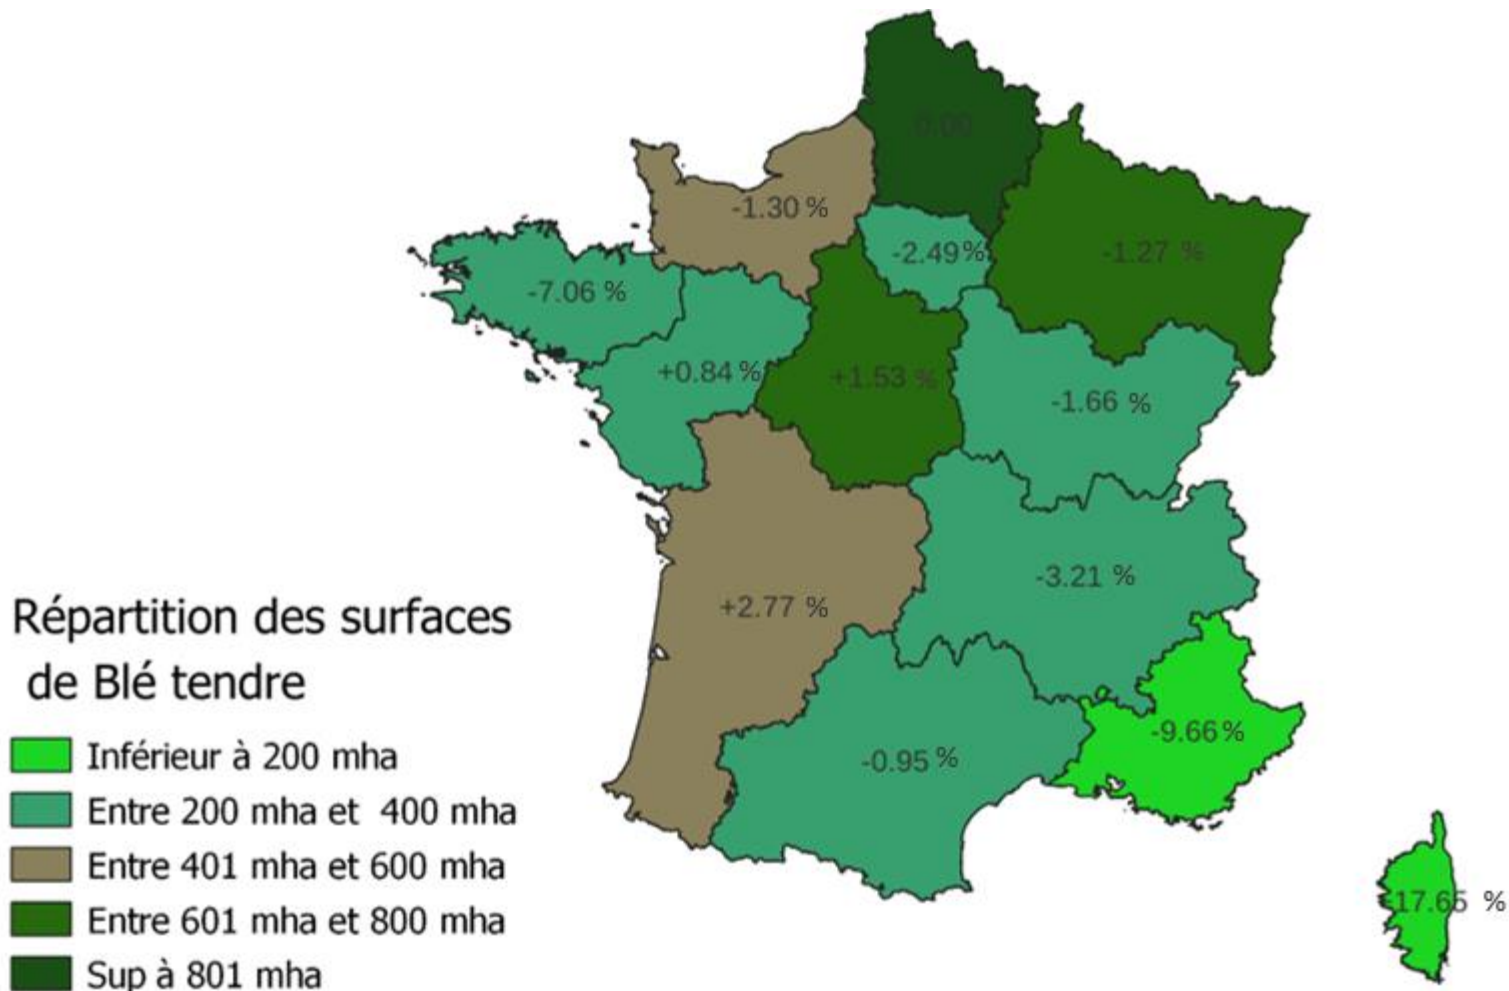 0.00
-1.30 %
-2.49%
-1.27 %
-7.06 %
+0.84%
+1.53 %
-1.66 %
-3.21 %
+2.77 %
-9.66%
-0.95 %
-17.65 %
Répartition des surfaces
de Blé tendre
Inférieur à 200 mha
Entre 200 mha et 400 mha
Entre 401 mha et 600 mha
Entre 601 mha et 800 mha
Sup à 801 mha